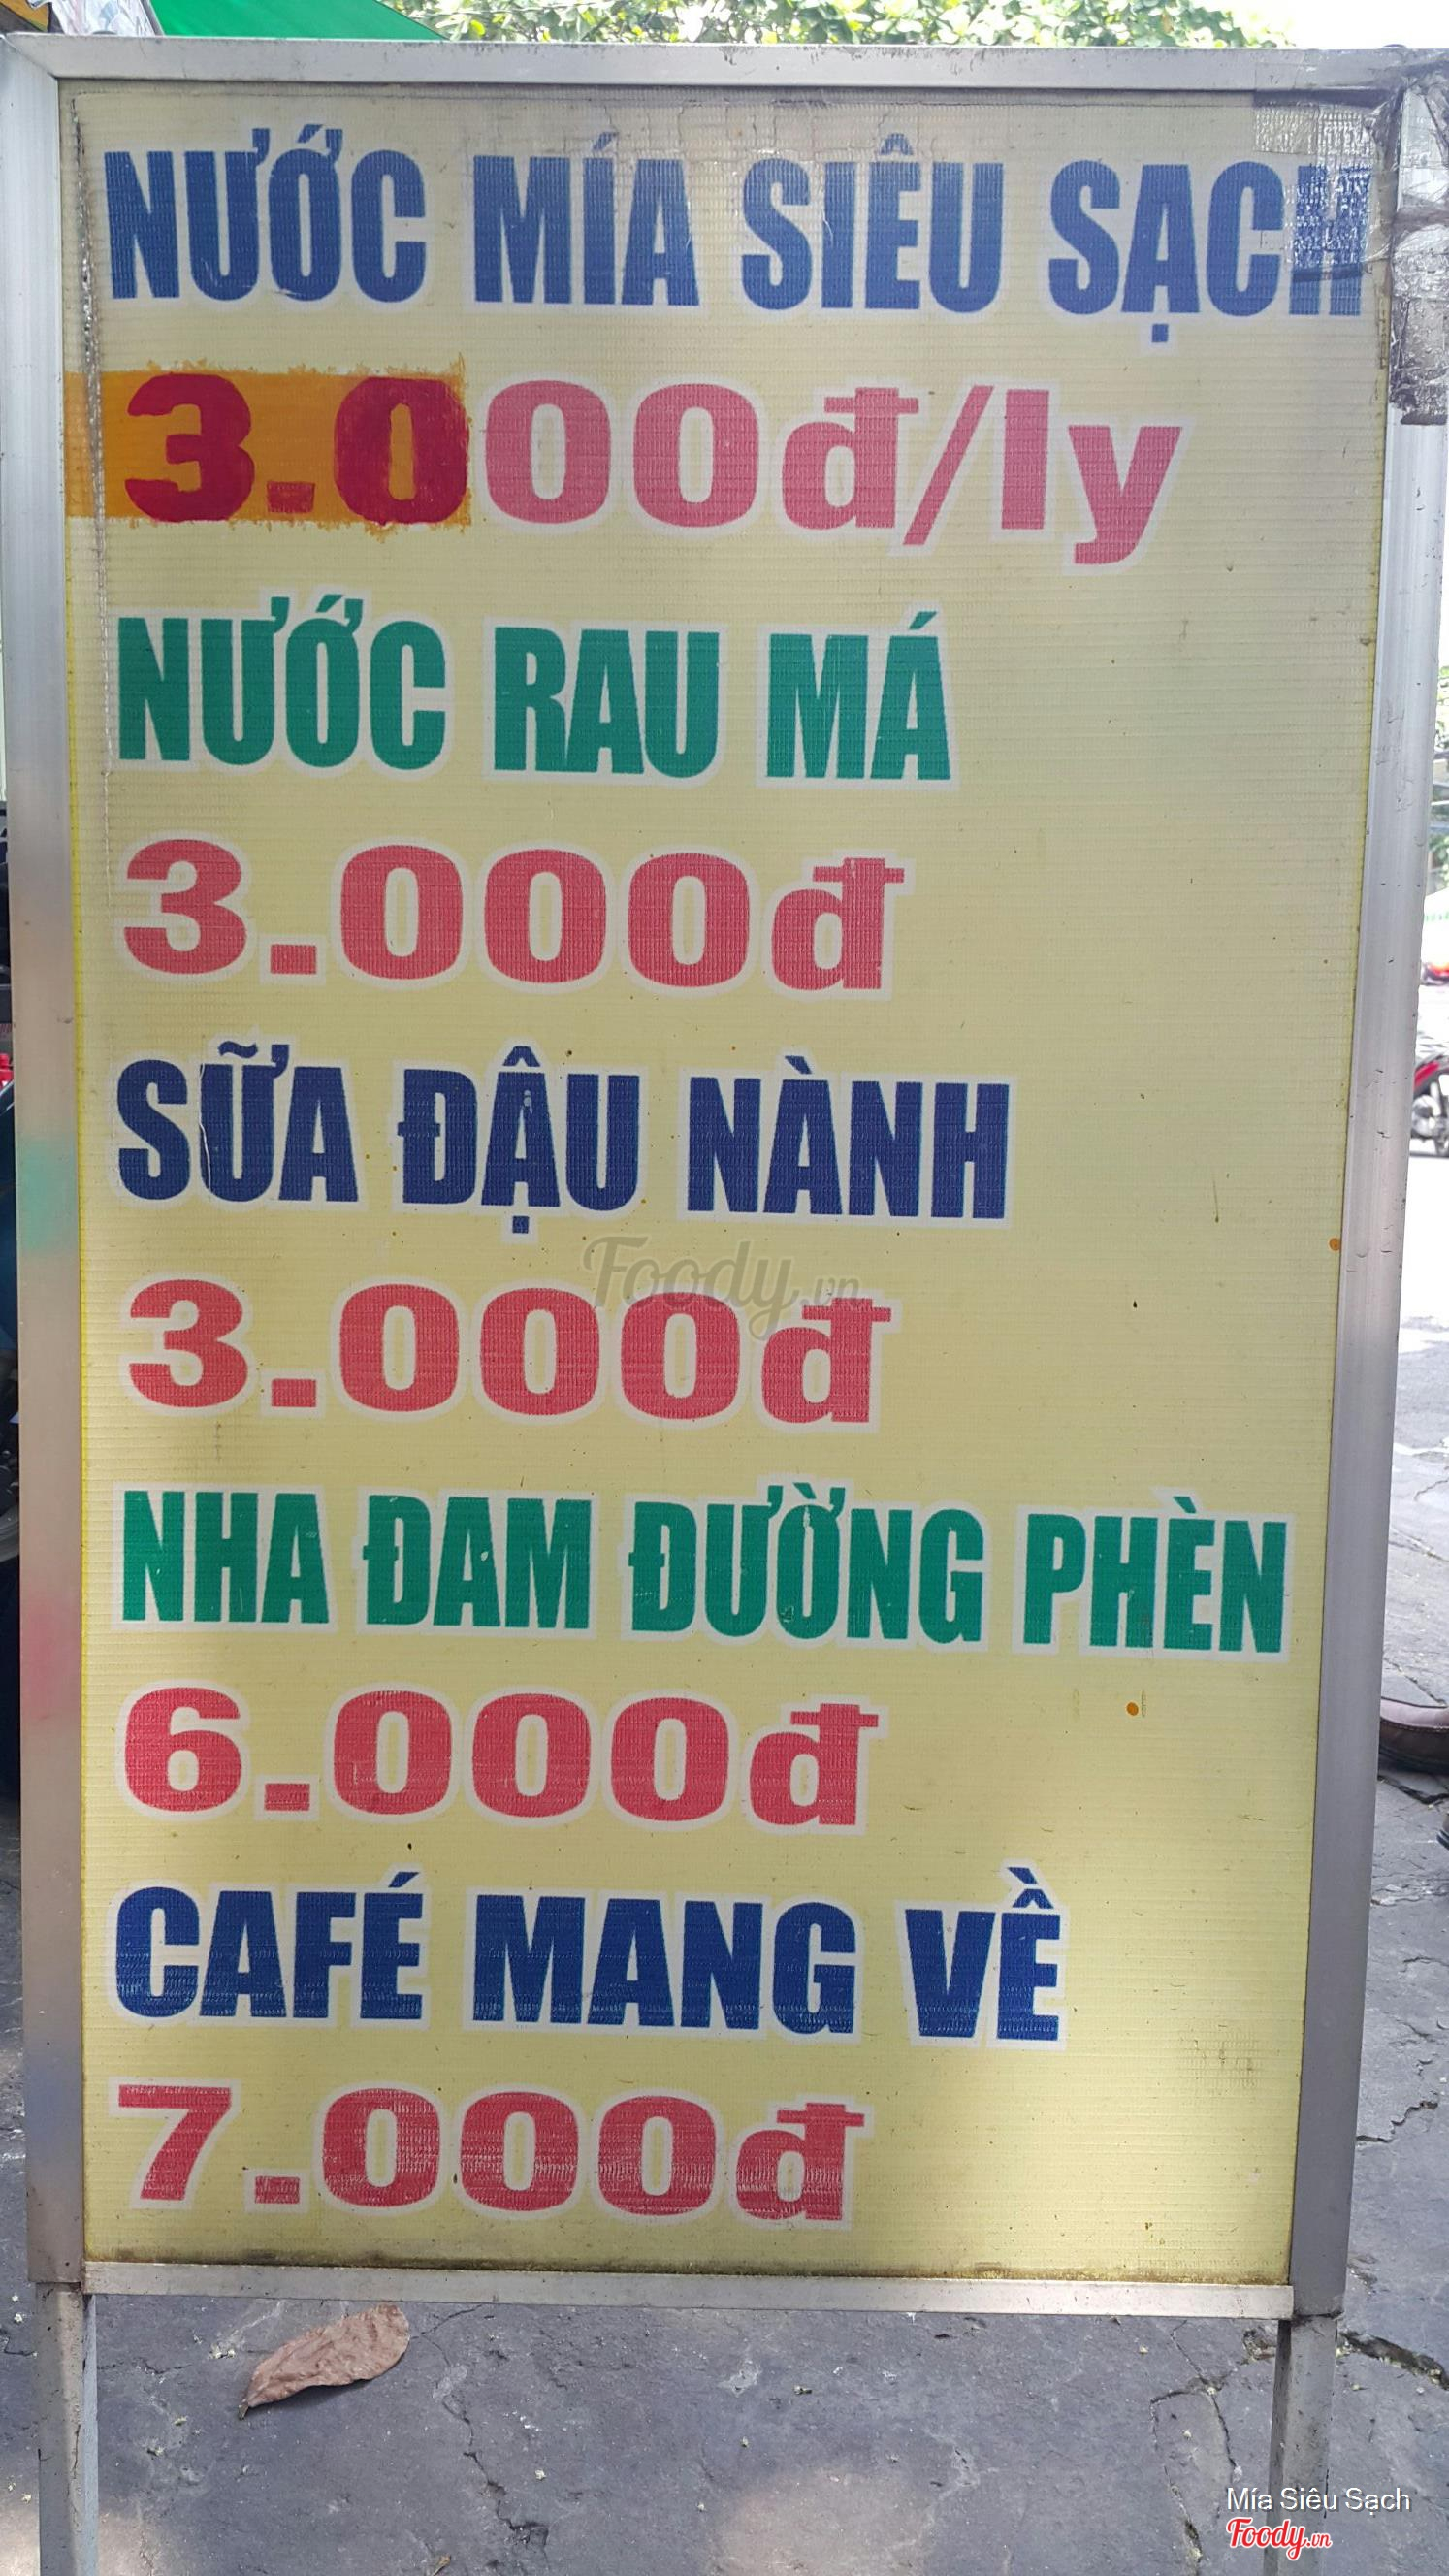 NƯỚC MÍA SIÊU SẠCH
3.000đ/ly
NƯỚC RAU MÁ
3.000đ
SỮA ĐẬU NÀNH
Foody.vn
3.000đ
NHA ĐAM ĐƯỜNG PHÈN
6.000đ
CAFÉ MANG VỀ
7.000đ
Mía Siêu Sạch
Foody.vn